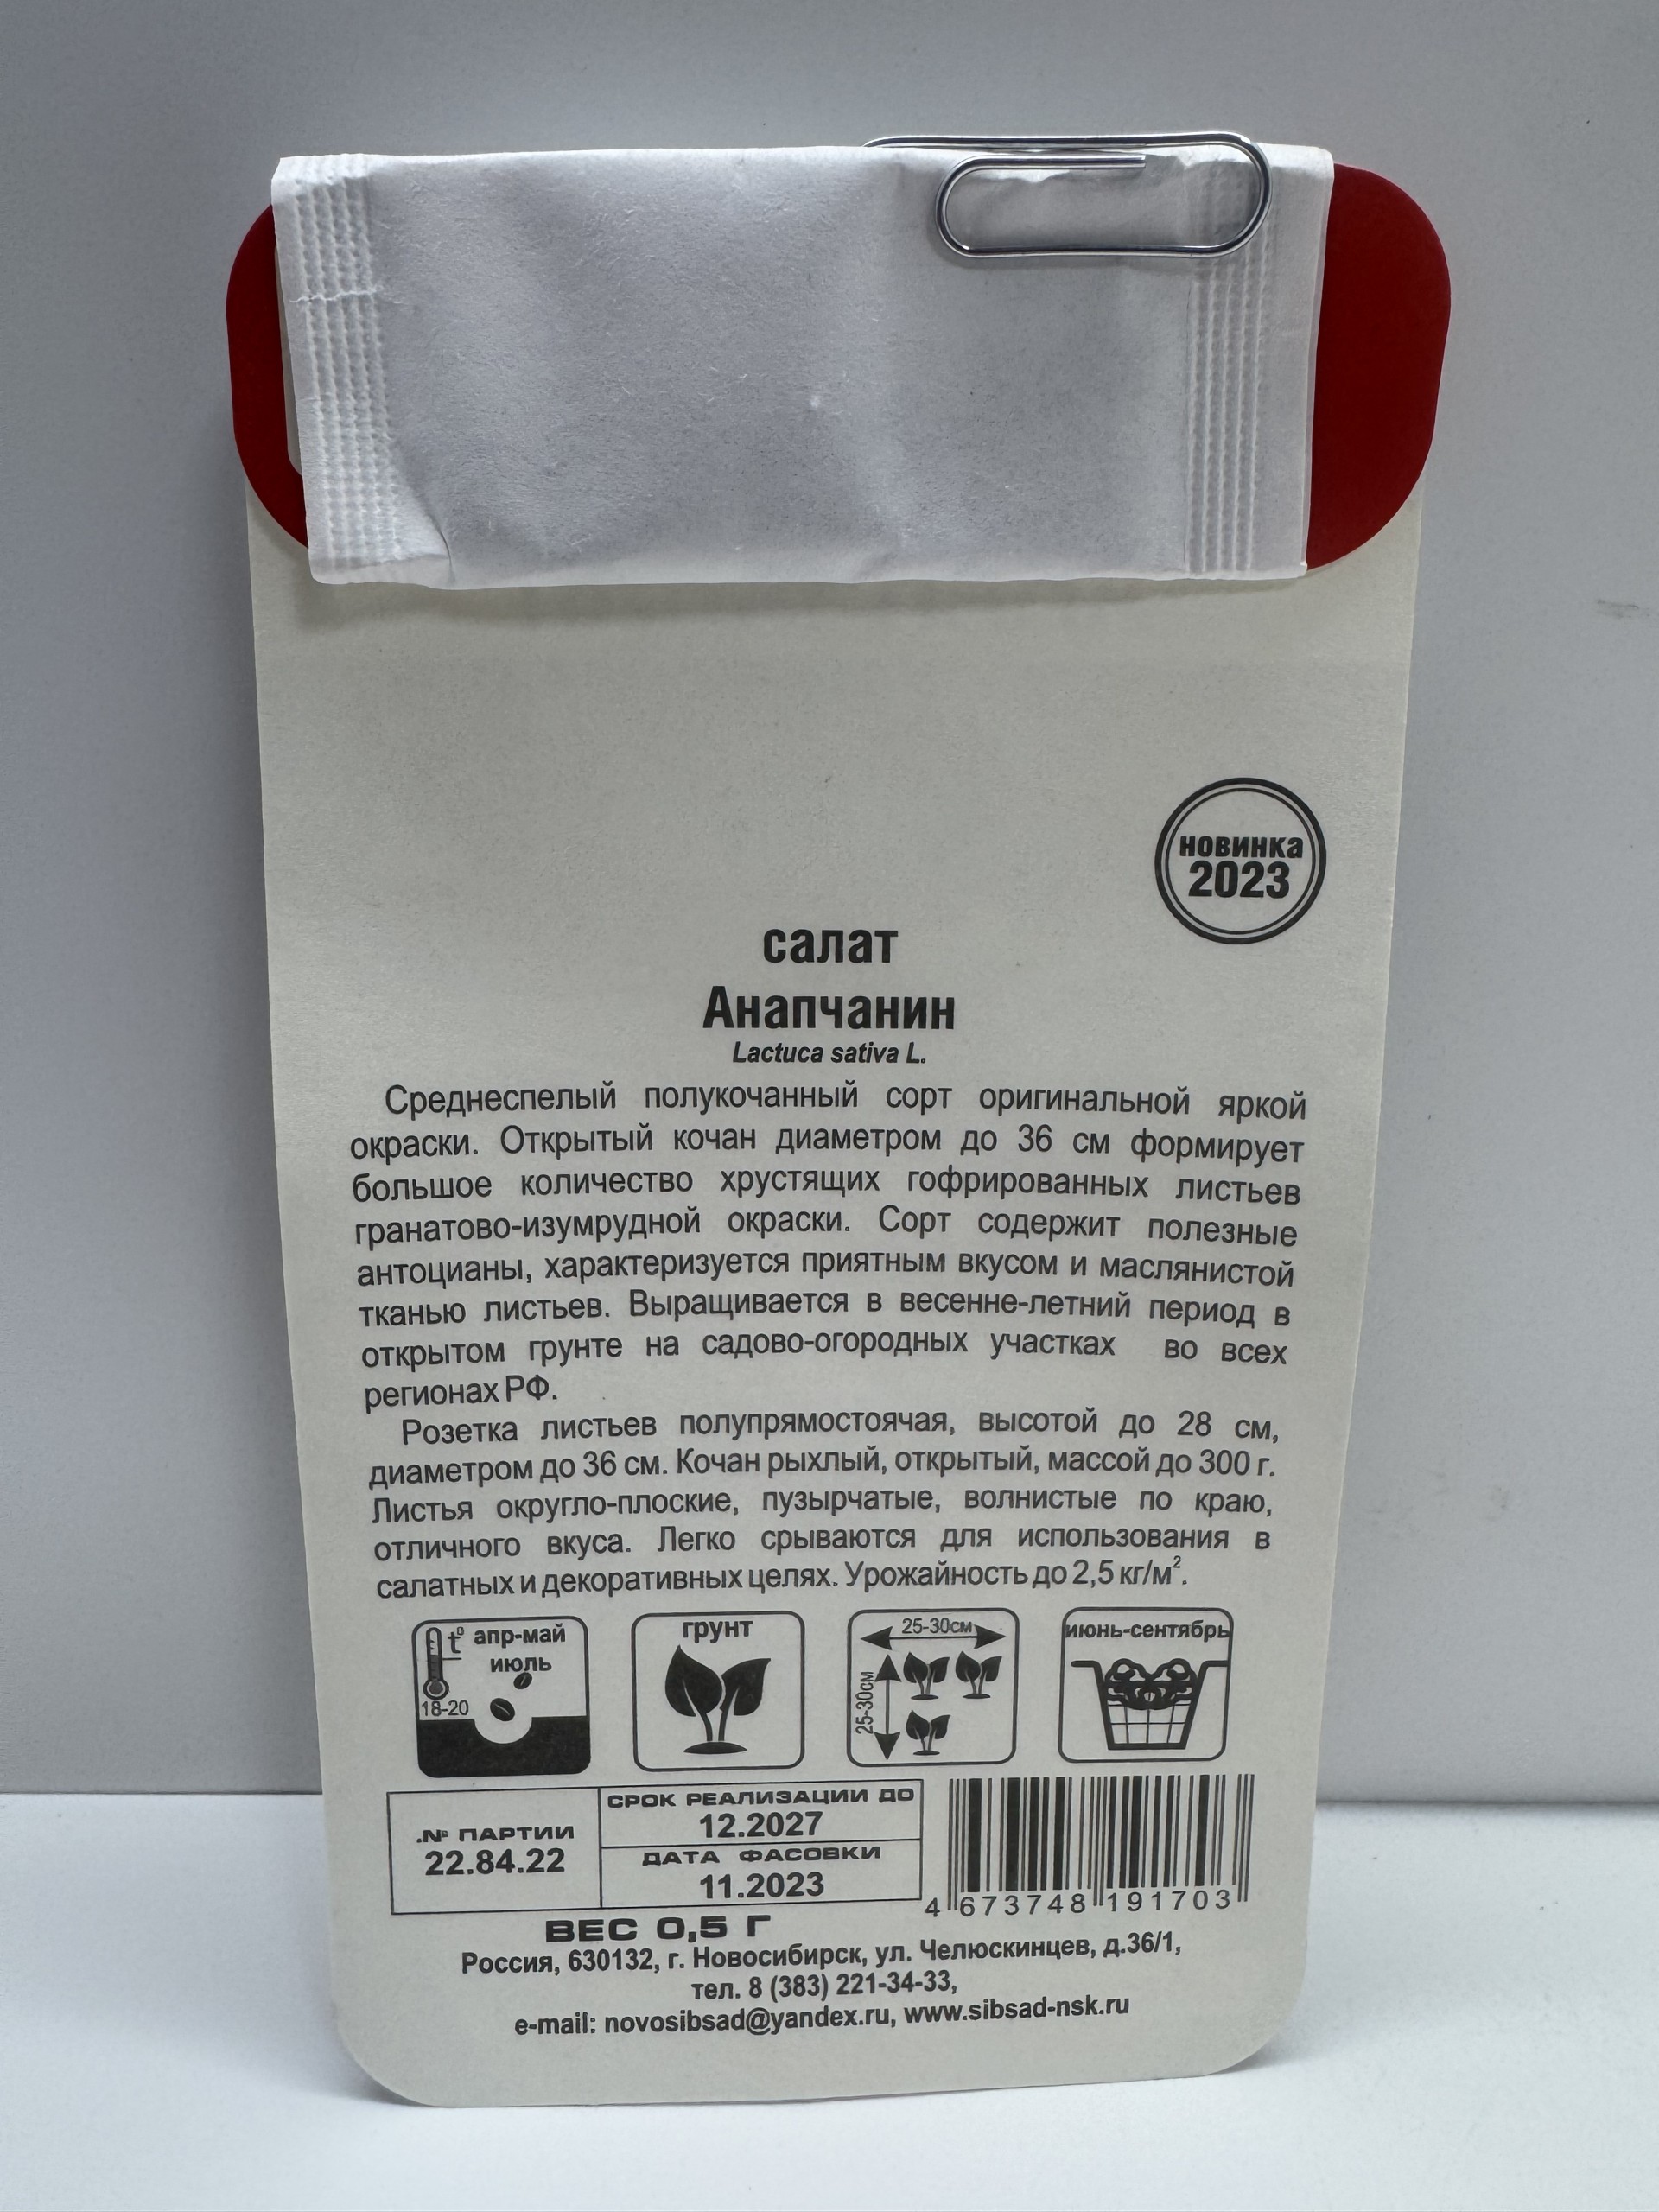 новинка
2023
салат
Анапчанин
Lactuca sativa L.
Среднеспелый полукочанный сорт оригинальной яркой
окраски. Открытый кочан диаметром до 36 см формирует
большое количество хрустящих гофрированных листьев
гранатово-изумрудной окраски. Сорт содержит полезные
антоцианы, характеризуется приятным вкусом и маслянистой
тканью листьев. Выращивается в весенне-летний период в
открытом грунте на садово-огородных участках во всех
регионах РФ.
Розетка листьев полупрямостоячая, высотой до 28 см,
диаметром до 36 см. Кочан рыхлый, открытый, массой до 300 г.
Листья округло-плоские, пузырчатые, волнистые по краю,
отличного вкуса. Легко срываются для использования в
салатных и декоративных целях. Урожайность до 2,5 кг/м².
t° апр-май
июль
18-20
грунт
25-30см
25-30см
июнь-сентябрь
№ ПАРТИИ
22.84.22
СРОК РЕАЛИЗАЦИИ ДО
12.2027
ДАТА ФАСОВКИ
11.2023
4 673748 191703
ВЕС 0,5 Г
Россия, 630132, г. Новосибирск, ул. Челюскинцев, д.36/1,
тел. 8 (383) 221-34-33,
e-mail: novosibsad@yandex.ru, www.sibsad-nsk.ru